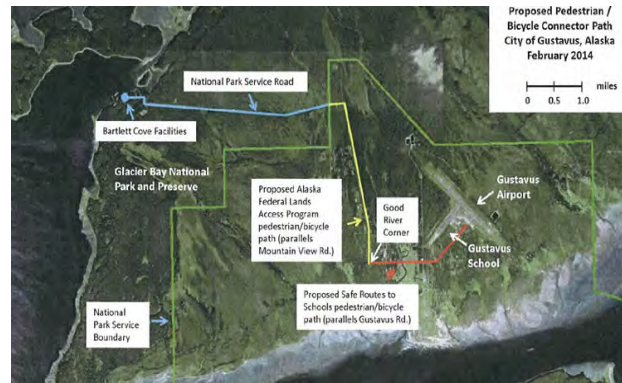 Proposed Pedestrian /
Bicycle Connector Path
City of Gustavus, Alaska
February 2014
miles
0 0.5 1.0
National Park Service Road
Bartlett Cove Facilities
Glacier Bay National
Park and Preserve
Proposed Alaska
Federal Lands
Access Program
pedestrian/bicycle
path (parallels
Mountain View Rd.)
Good
River
Corner
Gustavus
Airport
Gustavus
School
Proposed Safe Routes to
Schools pedestrian/bicycle
path (parallels Gustavus Rd.)
National
Park Service
Boundary